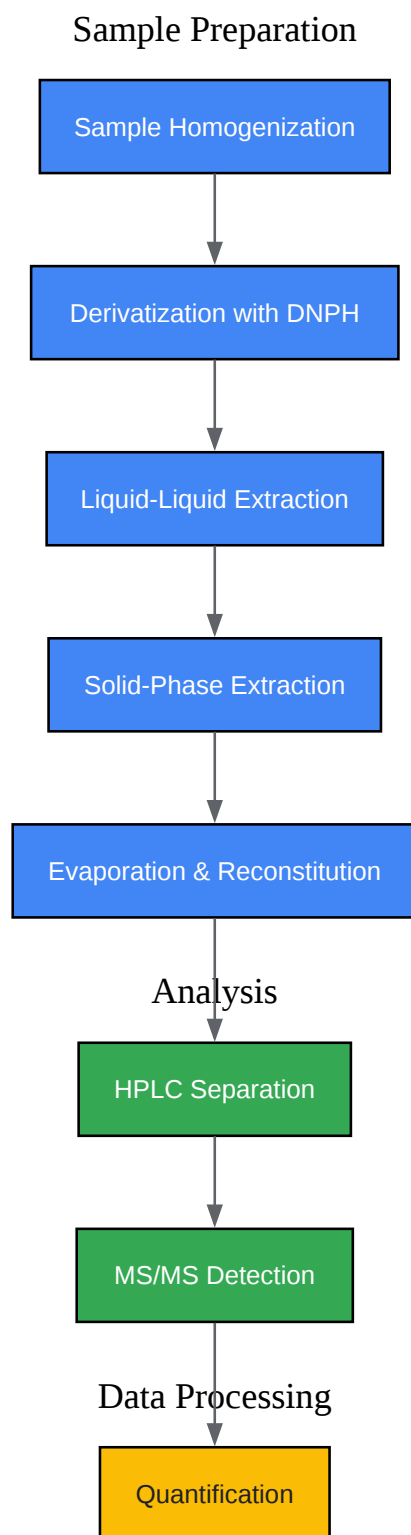 Sample Preparation
Sample Homogenization
Derivatization with DNPH
Liquid-Liquid Extraction
Solid-Phase Extraction
Evaporation & Reconstitution
Analysis
HPLC Separation
MS/MS Detection
Data Processing
Quantification